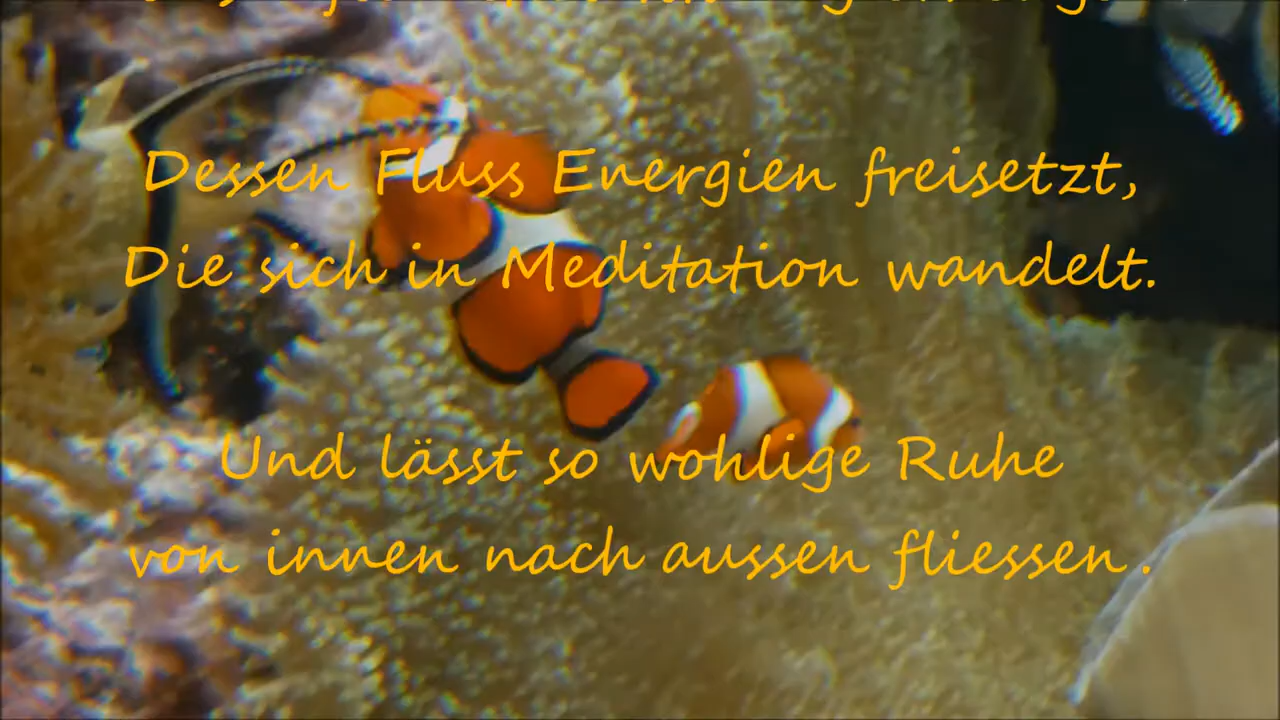 Dessen Fluss Energien freisetzt,
Die sich in Meditation wandelt.
Und lässt so wohlige Ruhe
von innen nach aussen fliessen .